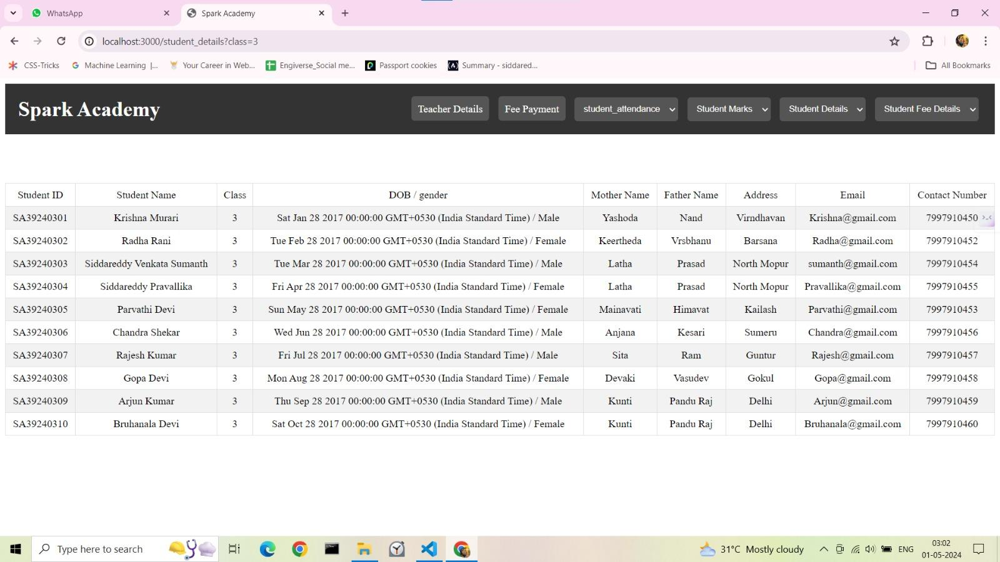 WhatsApp
Spark Academy
localhost:3000/student_details?class=3
CSS-Tricks Machine Learning |... Your Career in Web... Engiverse_Social me... Passport cookies Summary - siddared... All Bookmarks
Spark Academy Teacher Details Fee Payment student_attendance Student Marks Student Details Student Fee Details
Student ID Student Name Class DOB / gender Mother Name Father Name Address Email Contact Number
SA39240301 Krishna Murari 3 Sat Jan 28 2017 00:00:00 GMT+0530 (India Standard Time) / Male Yashoda Nand Virndhavan Krishna@gmail.com 7997910450
SA39240302 Radha Rani 3 Tue Feb 28 2017 00:00:00 GMT+0530 (India Standard Time) / Female Keertheda Vrsbhanu Barsana Radha@gmail.com 7997910452
SA39240303 Siddareddy Venkata Sumanth 3 Tue Mar 28 2017 00:00:00 GMT+0530 (India Standard Time) / Male Latha Prasad North Mopur sumanth@gmail.com 7997910454
SA39240304 Siddareddy Pravallika 3 Fri Apr 28 2017 00:00:00 GMT+0530 (India Standard Time) / Female Latha Prasad North Mopur Pravallika@gmail.com 7997910455
SA39240305 Parvathi Devi 3 Sun May 28 2017 00:00:00 GMT+0530 (India Standard Time) / Female Mainavati Himavat Kailash Parvathi@gmail.com 7997910453
SA39240306 Chandra Shekar 3 Wed Jun 28 2017 00:00:00 GMT+0530 (India Standard Time) / Male Anjana Kesari Sumeru Chandra@gmail.com 7997910456
SA39240307 Rajesh Kumar 3 Fri Jul 28 2017 00:00:00 GMT+0530 (India Standard Time) / Male Sita Ram Guntur Rajesh@gmail.com 7997910457
SA39240308 Gopa Devi 3 Mon Aug 28 2017 00:00:00 GMT+0530 (India Standard Time) / Female Devaki Vasudev Gokul Gopa@gmail.com 7997910458
SA39240309 Arjun Kumar 3 Thu Sep 28 2017 00:00:00 GMT+0530 (India Standard Time) / Male Kunti Pandu Raj Delhi Arjun@gmail.com 7997910459
SA39240310 Bruhanala Devi 3 Sat Oct 28 2017 00:00:00 GMT+0530 (India Standard Time) / Female Kunti Pandu Raj Delhi Bruhanala@gmail.com 7997910460
Type here to search 31°C Mostly cloudy ENG 03:02
01-05-2024